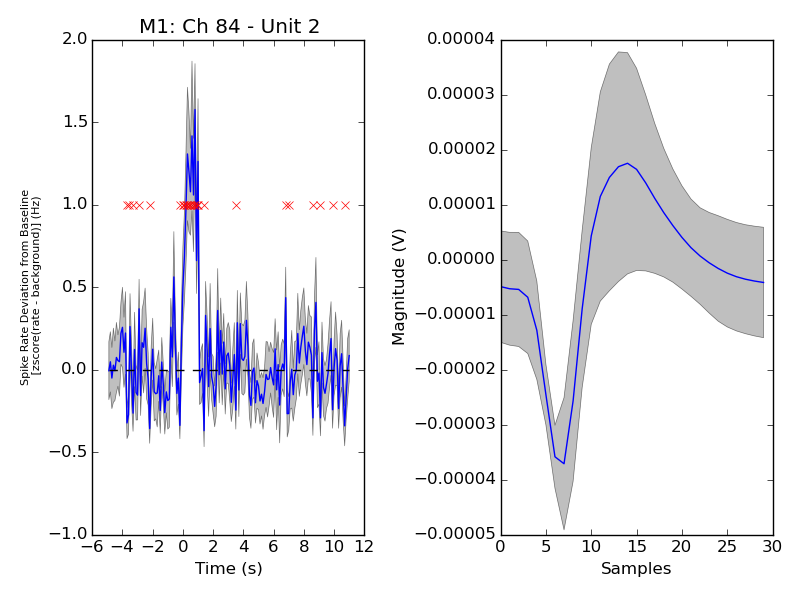 M1: Ch 84 - Unit 2
2.0
1.5
1.0
0.5
0.0
−0.5
−1.0
−6 −4 −2 0 2 4 6 8 10 12
Time (s)
Spike Rate Deviation from Baseline
[zscore(rate - background)] (Hz)
0.00004
0.00003
0.00002
0.00001
0.00000
−0.00001
−0.00002
−0.00003
−0.00004
−0.00005
0 5 10 15 20 25 30
Samples
Magnitude (V)